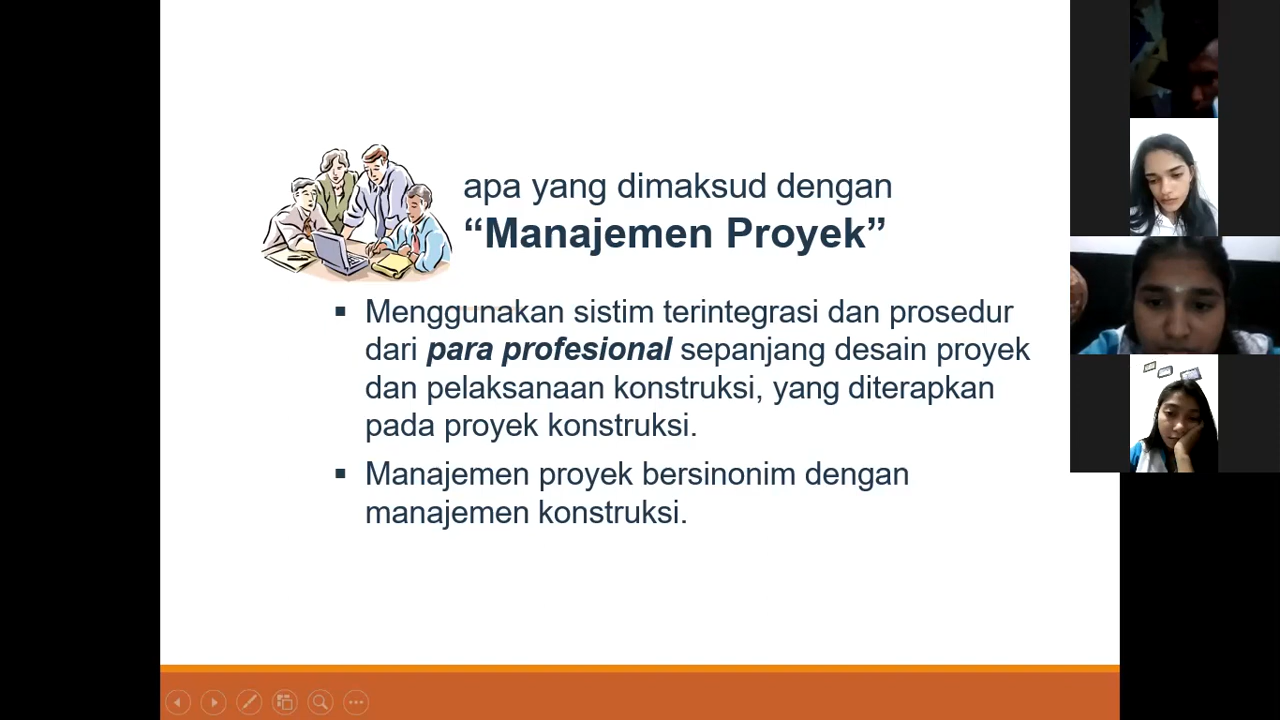 apa yang dimaksud dengan
“Manajemen Proyek”
▪ Menggunakan sistim terintegrasi dan prosedur
dari para profesional sepanjang desain proyek
dan pelaksanaan konstruksi, yang diterapkan
pada proyek konstruksi.
▪ Manajemen proyek bersinonim dengan
manajemen konstruksi.